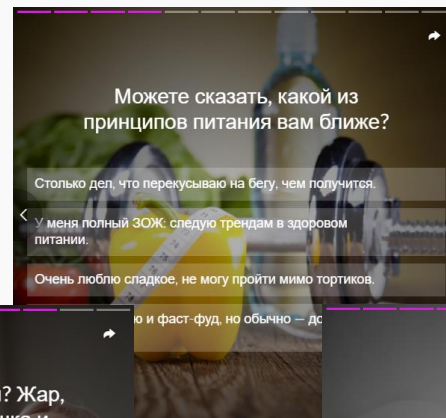 Можете сказать, какой из
принципов питания вам ближе?
Столько дел, что перекусываю на бегу, чем получится.
У меня полный ЗОЖ: следую трендам в здоровом
питании.
Очень люблю сладкое, не могу пройти мимо тортиков.
и фаст-фуд, но обычно —
? Жар,